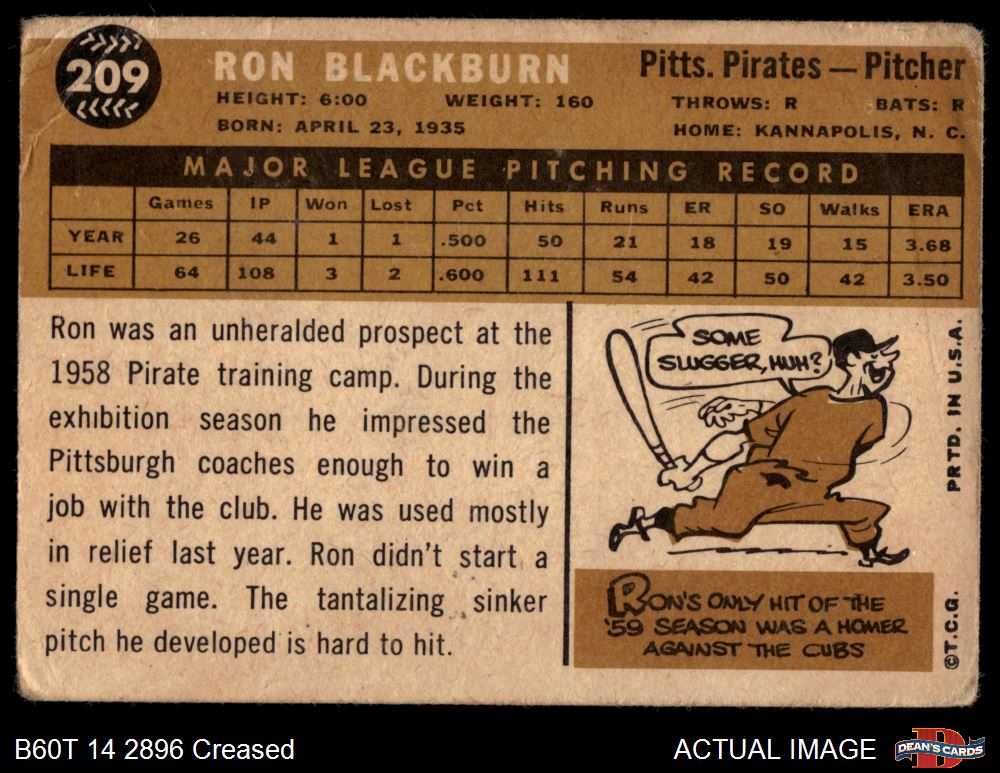 209
RON BLACKBURN
Pitts. Pirates — Pitcher
HEIGHT: 6:00 WEIGHT: 160 THROWS: R BATS: R
BORN: APRIL 23, 1935 HOME: KANNAPOLIS, N. C.
MAJOR LEAGUE PITCHING RECORD
Games IP Won Lost Pct Hits Runs ER SO Walks ERA
YEAR 26 44 1 1 .500 50 21 18 19 15 3.68
LIFE 64 108 3 2 .600 111 54 42 50 42 3.50
Ron was an unheralded prospect at the
1958 Pirate training camp. During the
exhibition season he impressed the
Pittsburgh coaches enough to win a
job with the club. He was used mostly
in relief last year. Ron didn't start a
single game. The tantalizing sinker
pitch he developed is hard to hit.
SOME
SLUGGER, HUH?
RON'S ONLY HIT OF THE
'59 SEASON WAS A HOMER
AGAINST THE CUBS
©T.C.G. PRTD. IN U.S.A.
B60T 14 2896 Creased
ACTUAL IMAGE
D
DEAN'S CARDS